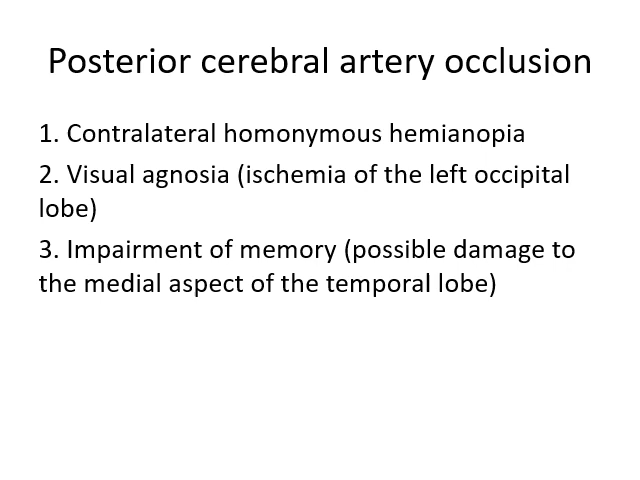 Posterior cerebral artery occlusion
1. Contralateral homonymous hemianopia
2. Visual agnosia (ischemia of the left occipital
lobe)
3. Impairment of memory (possible damage to
the medial aspect of the temporal lobe)